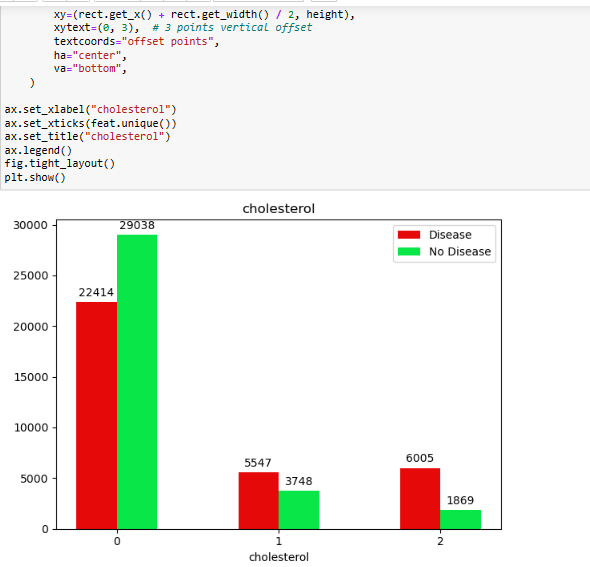 xy=(rect.get_x() + rect.get_width() / 2, height),
xytext=(0, 3),  # 3 points vertical offset
textcoords="offset points",
ha="center",
va="bottom",
)
ax.set_xlabel("cholesterol")
ax.set_xticks(feat.unique())
ax.set_title("cholesterol")
ax.legend()
fig.tight_layout()
plt.show()
cholesterol
30000
25000
20000
15000
10000
5000
0
29038
22414
5547
3748
6005
1869
Disease
No Disease
0 1 2
cholesterol